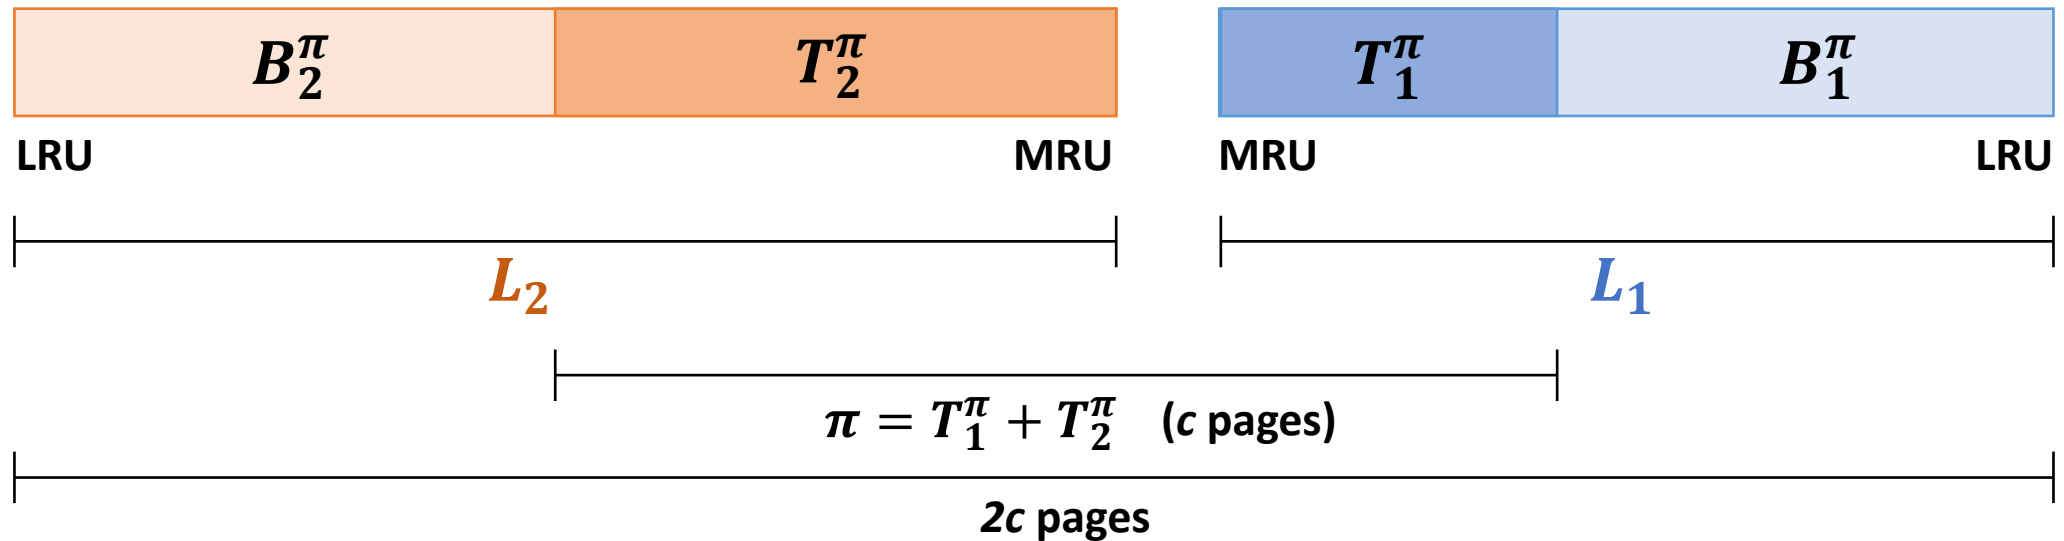 B₂^π T₂^π T₁^π B₁^π
LRU MRU MRU LRU
L₂ L₁
π = T₁^π + T₂^π (c pages)
2c pages